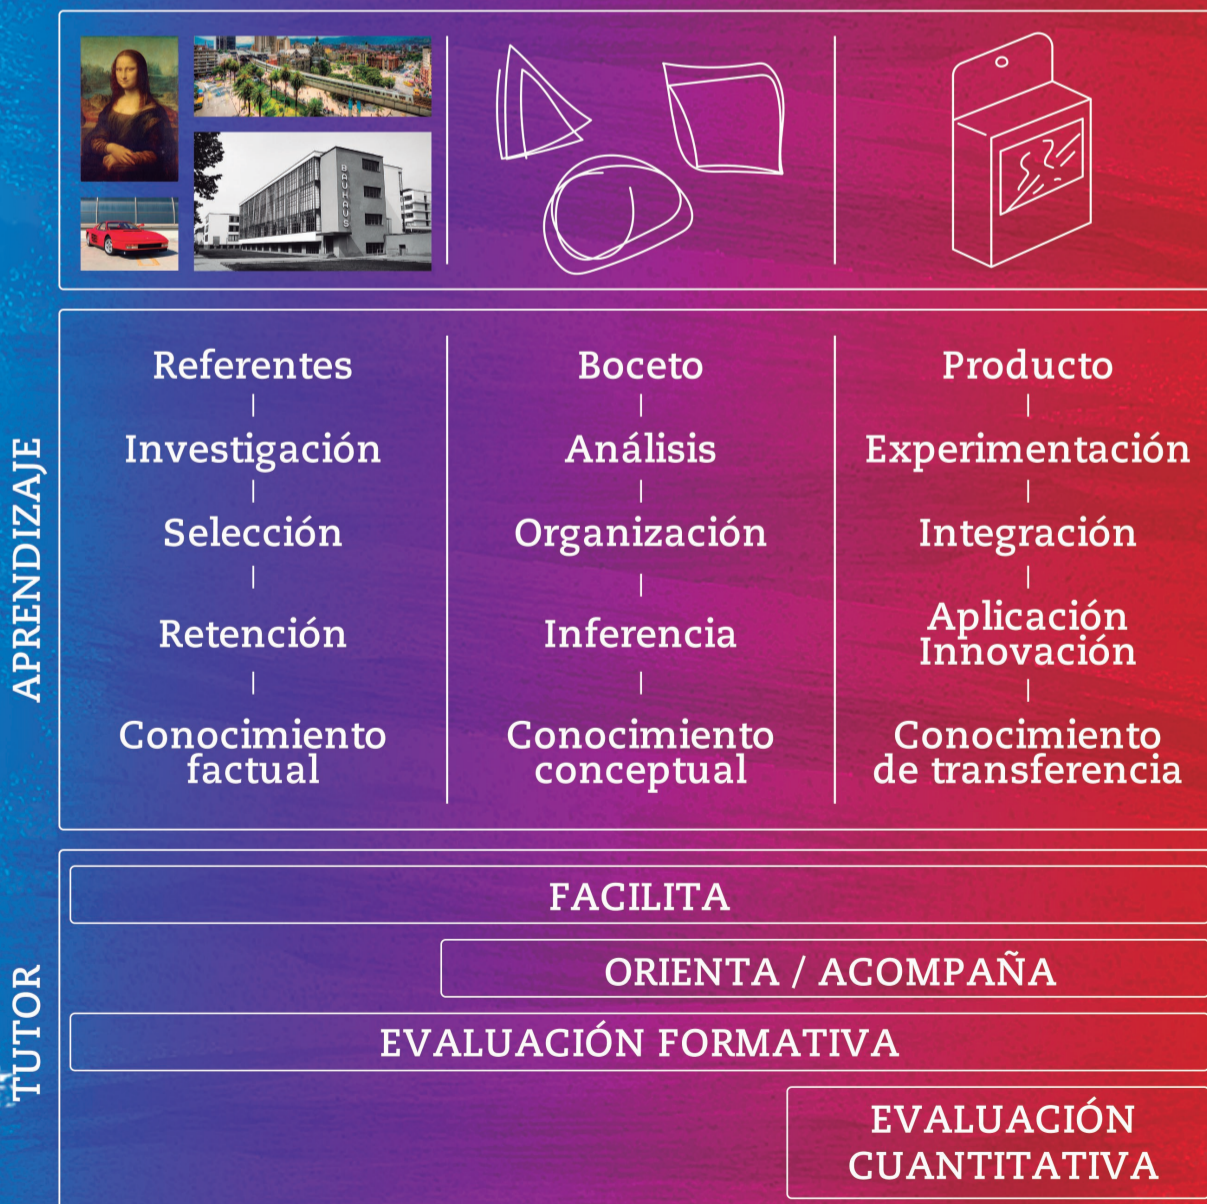 BAUHAUS
APRENDIZAJE
Referentes
Investigación
Selección
Retención
Conocimiento
factual
Boceto
Análisis
Organización
Inferencia
Conocimiento
conceptual
Producto
Experimentación
Integración
Aplicación
Innovación
Conocimiento
de transferencia
TUTOR
FACILITA
ORIENTA / ACOMPAÑA
EVALUACIÓN FORMATIVA
EVALUACIÓN
CUANTITATIVA